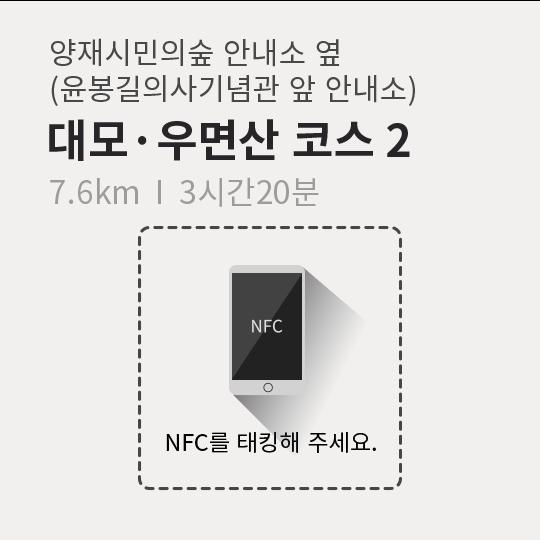 양재시민의숲 안내소 옆
(윤봉길의사기념관 앞 안내소)
대모·우면산 코스 2
7.6km I 3시간20분
NFC
NFC를 태킹해 주세요.